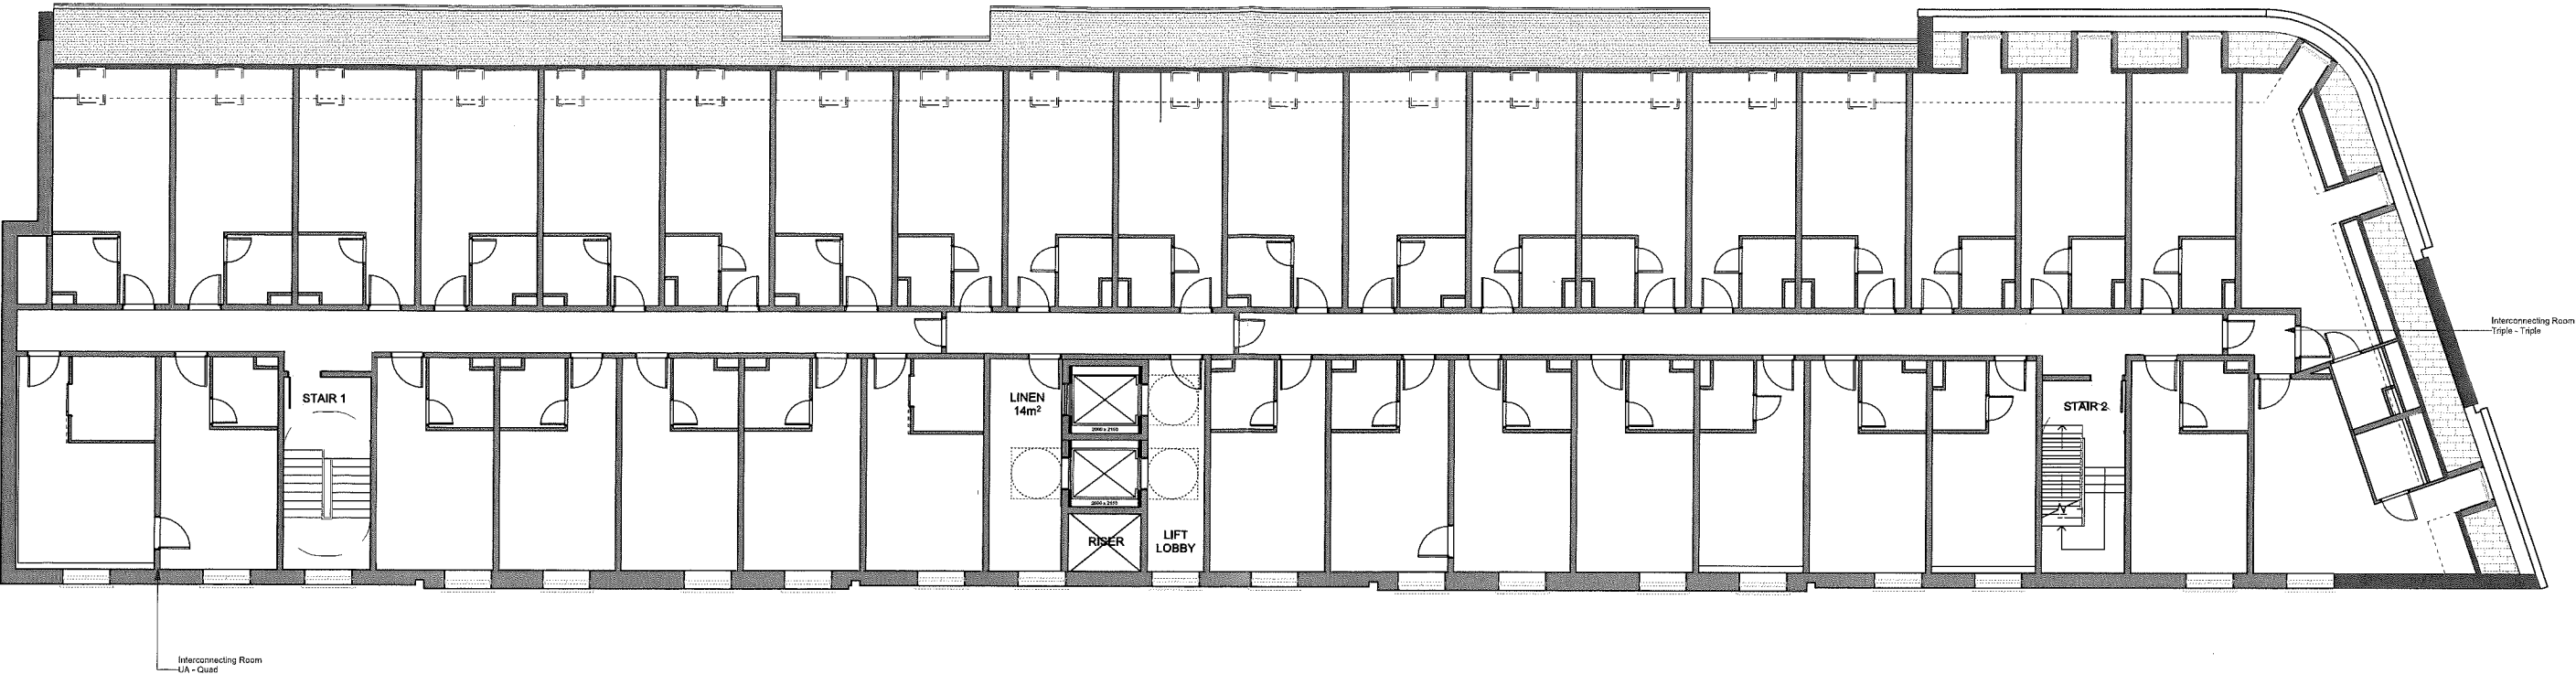 Interconnecting Room
Triple - Triple
STAIR 1
LINEN
14m²
STAIR 2
RISER
LIFT
LOBBY
Interconnecting Room
UA - Quad